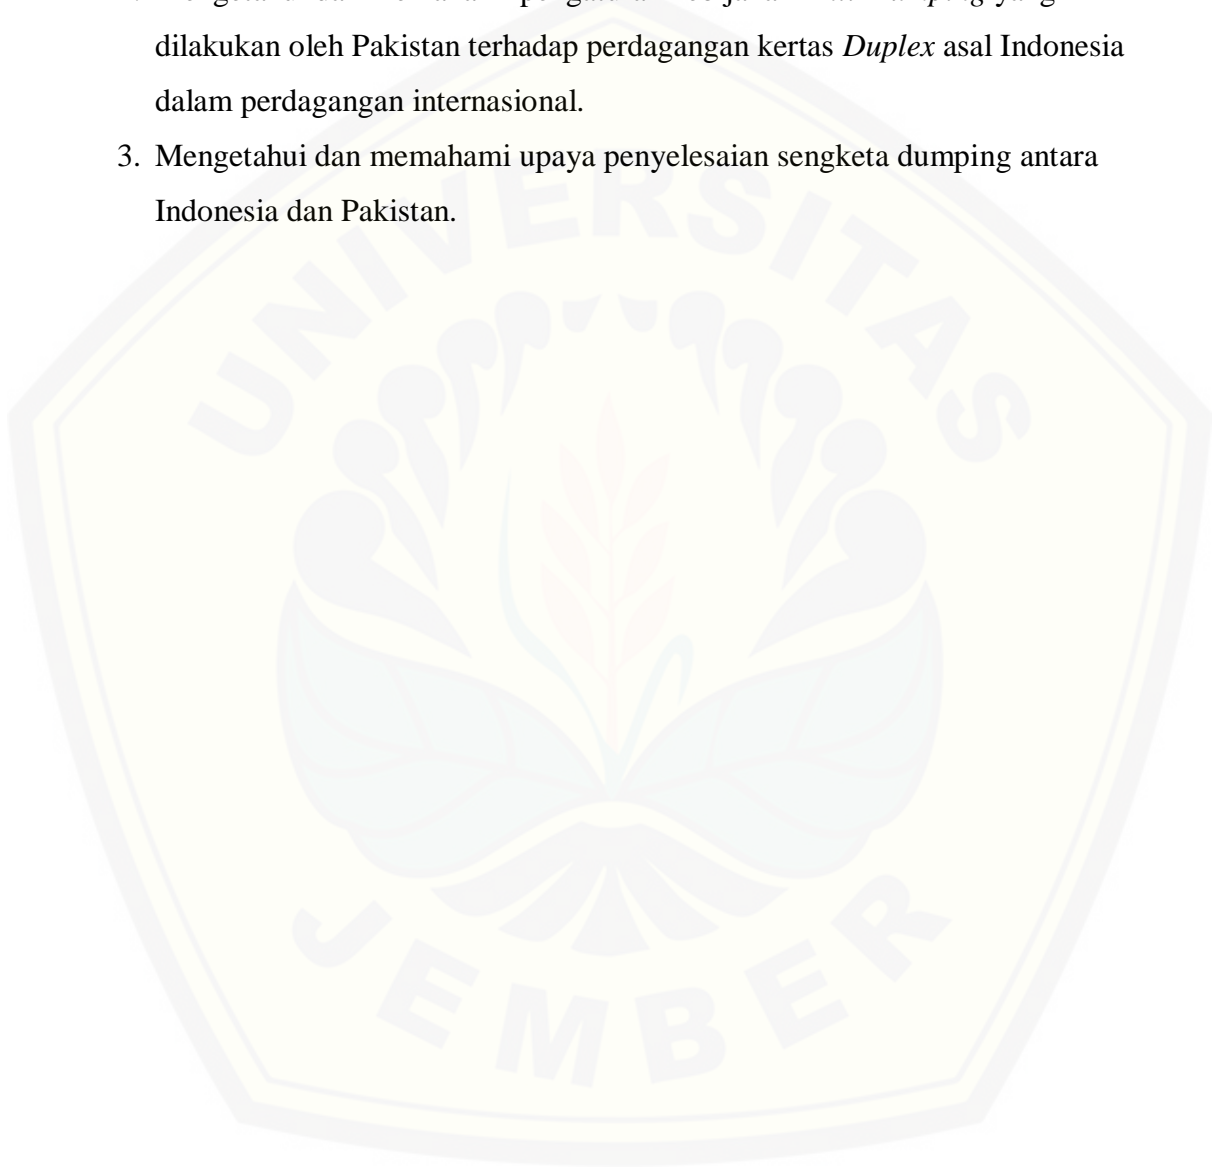 dilakukan oleh Pakistan terhadap perdagangan kertas Duplex asal Indonesia
dalam perdagangan internasional.
3. Mengetahui dan memahami upaya penyelesaian sengketa dumping antara
Indonesia dan Pakistan.
UNIVERSITAS
JEMBER